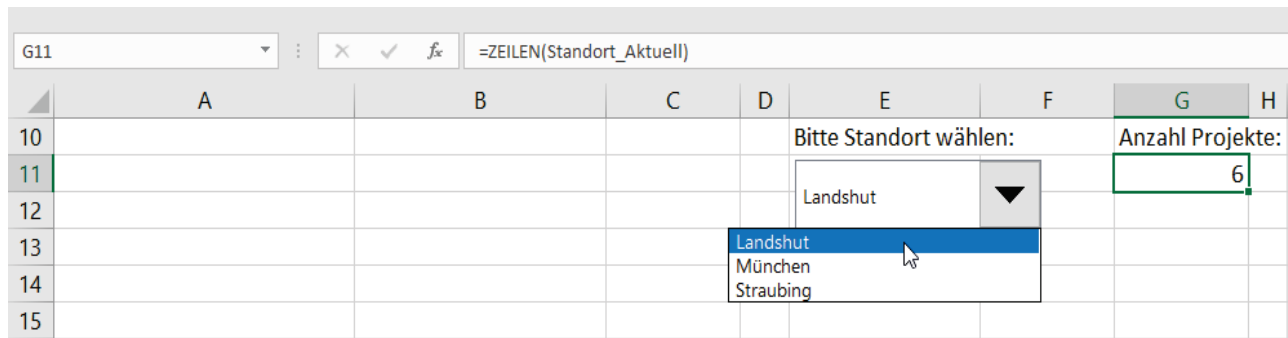 G11 fx =ZEILEN(Standort_Aktuell)
A B C D E F G H
10 Bitte Standort wählen: Anzahl Projekte:
11 6
12 Landshut
13 Landshut
14 München
Straubing
15